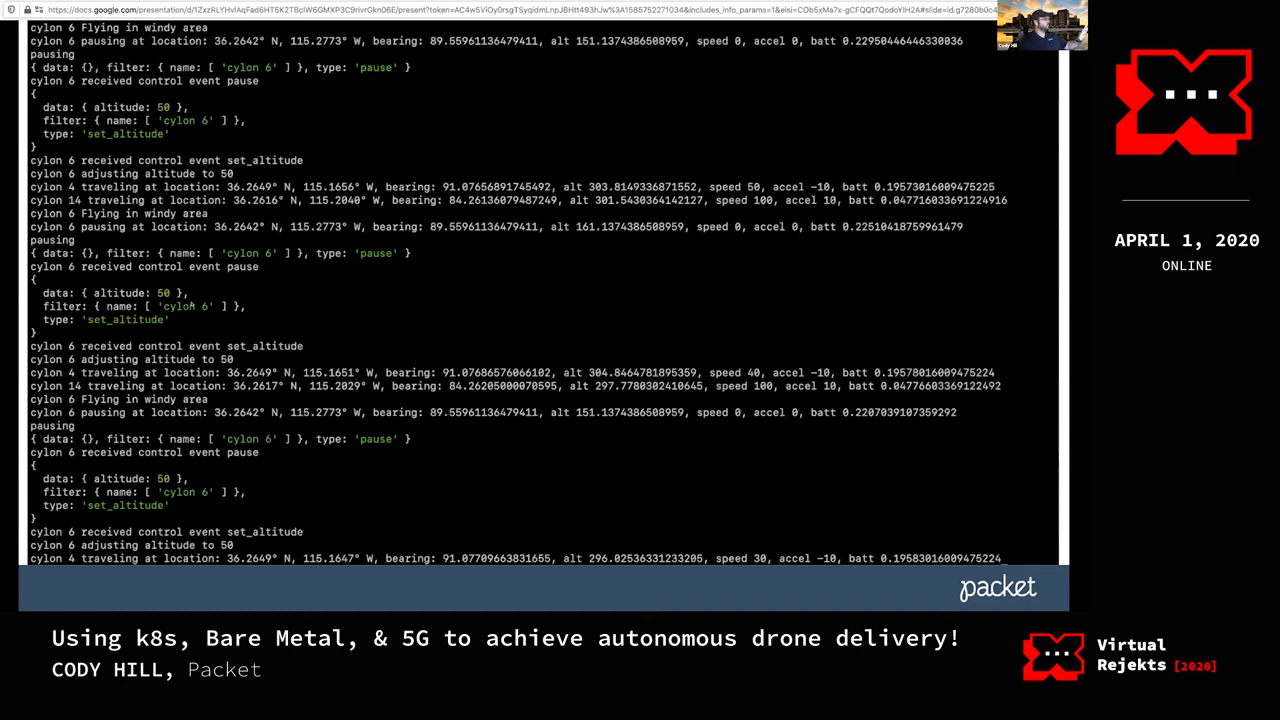 cylon 6 Flying in windy area
cylon 6 pausing at location: 36.2642° N, 115.2773° W, bearing: 89.55961136479411, alt 151.1374386508959, speed 0, accel 0, batt 0.22950446446330036
pausing
{ data: {}, filter: { name: [ 'cylon 6' ] }, type: 'pause' }
cylon 6 received control event pause
{
data: { altitude: 50 },
filter: { name: [ 'cylon 6' ] },
type: 'set_altitude'
}
cylon 6 received control event set_altitude
cylon 6 adjusting altitude to 50
cylon 4 traveling at location: 36.2649° N, 115.1656° W, bearing: 91.07656891745492, alt 303.8149336871552, speed 50, accel -10, batt 0.19573016009475225
cylon 14 traveling at location: 36.2616° N, 115.2040° W, bearing: 84.26136079487249, alt 301.5430364142127, speed 100, accel 10, batt 0.047716033691224916
cylon 6 Flying in windy area
cylon 6 pausing at location: 36.2642° N, 115.2773° W, bearing: 89.55961136479411, alt 161.1374386508959, speed 0, accel 0, batt 0.22510418759961479
pausing
{ data: {}, filter: { name: [ 'cylon 6' ] }, type: 'pause' }
cylon 6 received control event pause
{
data: { altitude: 50 },
filter: { name: [ 'cylon 6' ] },
type: 'set_altitude'
}
cylon 6 received control event set_altitude
cylon 6 adjusting altitude to 50
cylon 4 traveling at location: 36.2649° N, 115.1651° W, bearing: 91.07686576066102, alt 304.8464781895359, speed 40, accel -10, batt 0.19578016009475224
cylon 14 traveling at location: 36.2617° N, 115.2029° W, bearing: 84.26205000070595, alt 297.7780302410645, speed 100, accel 10, batt 0.04776603369122492
cylon 6 Flying in windy area
cylon 6 pausing at location: 36.2642° N, 115.2773° W, bearing: 89.55961136479411, alt 151.1374386508959, speed 0, accel 0, batt 0.2207039107359292
pausing
{ data: {}, filter: { name: [ 'cylon 6' ] }, type: 'pause' }
cylon 6 received control event pause
{
data: { altitude: 50 },
filter: { name: [ 'cylon 6' ] },
type: 'set_altitude'
}
cylon 6 received control event set_altitude
cylon 6 adjusting altitude to 50
cylon 4 traveling at location: 36.2649° N, 115.1647° W, bearing: 91.07709663831655, alt 296.02536331233205, speed 30, accel -10, batt 0.19583016009475224
packet
Cody Hill
APRIL 1, 2020
ONLINE
Using k8s, Bare Metal, & 5G to achieve autonomous drone delivery!
CODY HILL, Packet
Virtual
Rejekts [2020]